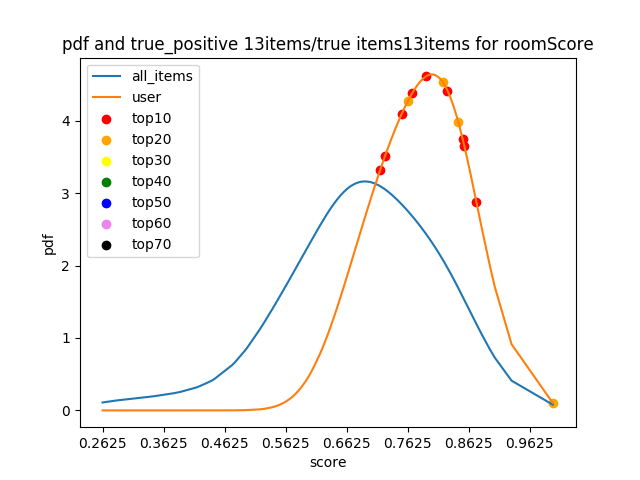 pdf and true_positive 13items/true items13items for roomScore
all_items
user
top10
top20
top30
top40
top50
top60
top70
pdf
4
3
2
1
0
0.2625 0.3625 0.4625 0.5625 0.6625 0.7625 0.8625 0.9625
score